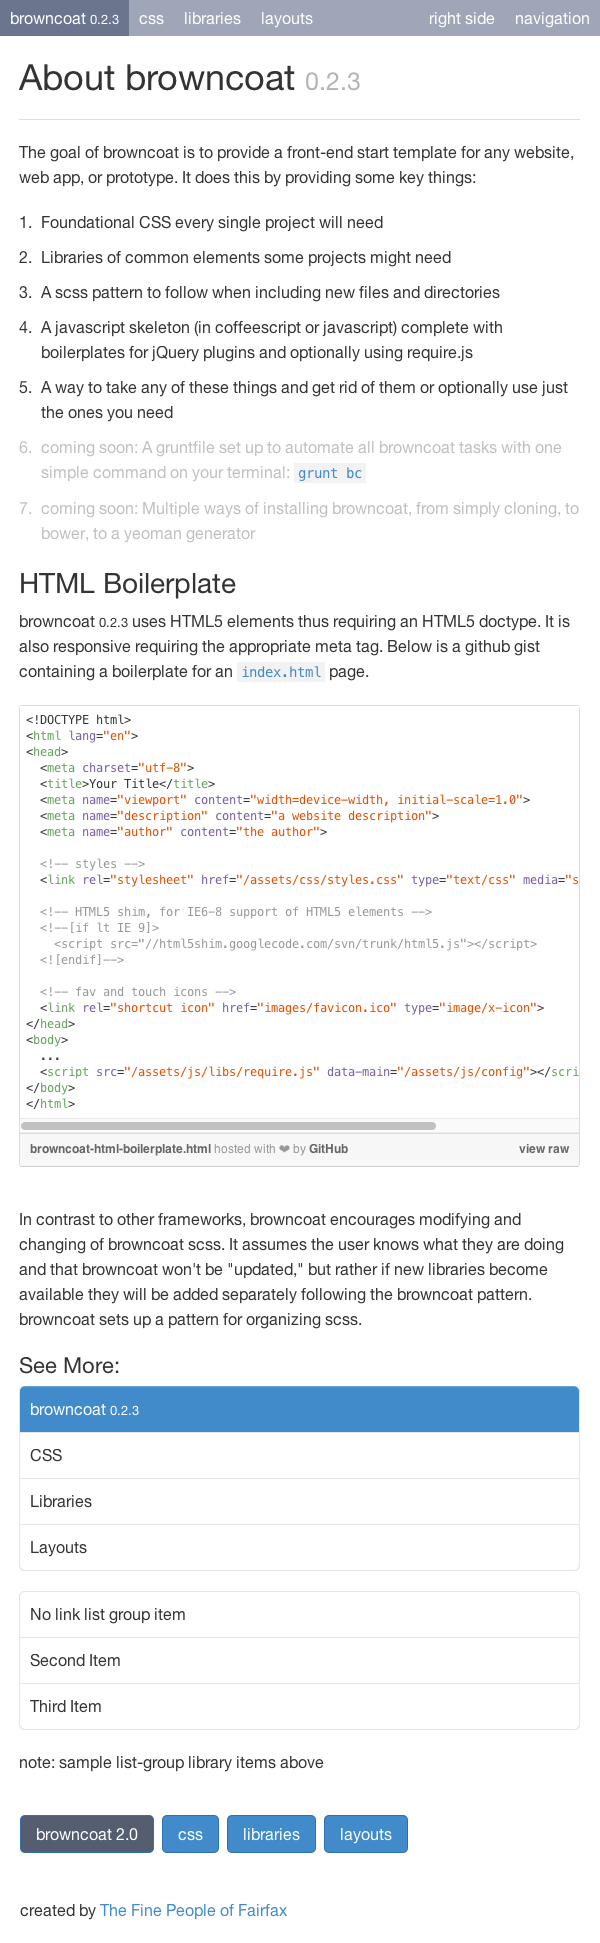 browncoat 0.2.3 css libraries layouts right side navigation
About browncoat 0.2.3
The goal of browncoat is to provide a front-end start template for any website,
web app, or prototype. It does this by providing some key things:
1. Foundational CSS every single project will need
2. Libraries of common elements some projects might need
3. A scss pattern to follow when including new files and directories
4. A javascript skeleton (in coffeescript or javascript) complete with
boilerplates for jQuery plugins and optionally using require.js
5. A way to take any of these things and get rid of them or optionally use just
the ones you need
6. coming soon: A gruntfile set up to automate all browncoat tasks with one
simple command on your terminal: grunt bc
7. coming soon: Multiple ways of installing browncoat, from simply cloning, to
bower, to a yeoman generator
HTML Boilerplate
browncoat 0.2.3 uses HTML5 elements thus requiring an HTML5 doctype. It is
also responsive requiring the appropriate meta tag. Below is a github gist
containing a boilerplate for an index.html page.
<!DOCTYPE html>
<html lang="en">
<head>
<meta charset="utf-8">
<title>Your Title</title>
<meta name="viewport" content="width=device-width, initial-scale=1.0">
<meta name="description" content="a website description">
<meta name="author" content="the author">
<!-- styles -->
<link rel="stylesheet" href="/assets/css/styles.css" type="text/css" media="s
<!-- HTML5 shim, for IE6-8 support of HTML5 elements -->
<!--[if lt IE 9]>
<script src="//html5shim.googlecode.com/svn/trunk/html5.js"></script>
<![endif]-->
<!-- fav and touch icons -->
<link rel="shortcut icon" href="images/favicon.ico" type="image/x-icon">
</head>
<body>
...
<script src="/assets/js/libs/require.js" data-main="/assets/js/config"></scri
</body>
</html>
browncoat-html-boilerplate.html hosted with ❤ by GitHub view raw
In contrast to other frameworks, browncoat encourages modifying and
changing of browncoat scss. It assumes the user knows what they are doing
and that browncoat won't be "updated," but rather if new libraries become
available they will be added separately following the browncoat pattern.
browncoat sets up a pattern for organizing scss.
See More:
browncoat 0.2.3
CSS
Libraries
Layouts
No link list group item
Second Item
Third Item
note: sample list-group library items above
browncoat 2.0 css libraries layouts
created by The Fine People of Fairfax